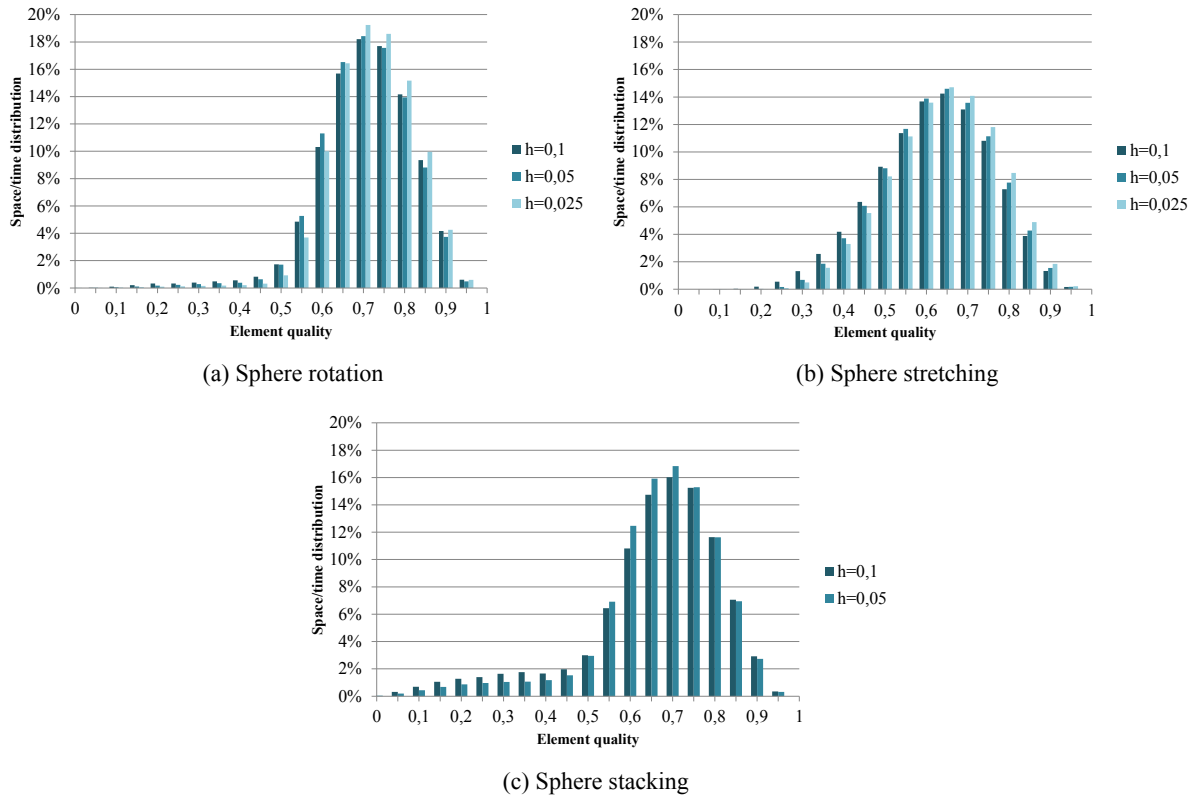 20%
18%
16%
14%
12%
10%
8%
6%
4%
2%
0%
Space/time distribution
0 0,1 0,2 0,3 0,4 0,5 0,6 0,7 0,8 0,9 1
Element quality
h=0,1
h=0,05
h=0,025
(a) Sphere rotation
20%
18%
16%
14%
12%
10%
8%
6%
4%
2%
0%
Space/time distribution
0 0,1 0,2 0,3 0,4 0,5 0,6 0,7 0,8 0,9 1
Element quality
h=0,1
h=0,05
h=0,025
(b) Sphere stretching
20%
18%
16%
14%
12%
10%
8%
6%
4%
2%
0%
Space/time distribution
0 0,1 0,2 0,3 0,4 0,5 0,6 0,7 0,8 0,9 1
Element quality
h=0,1
h=0,05
(c) Sphere stacking